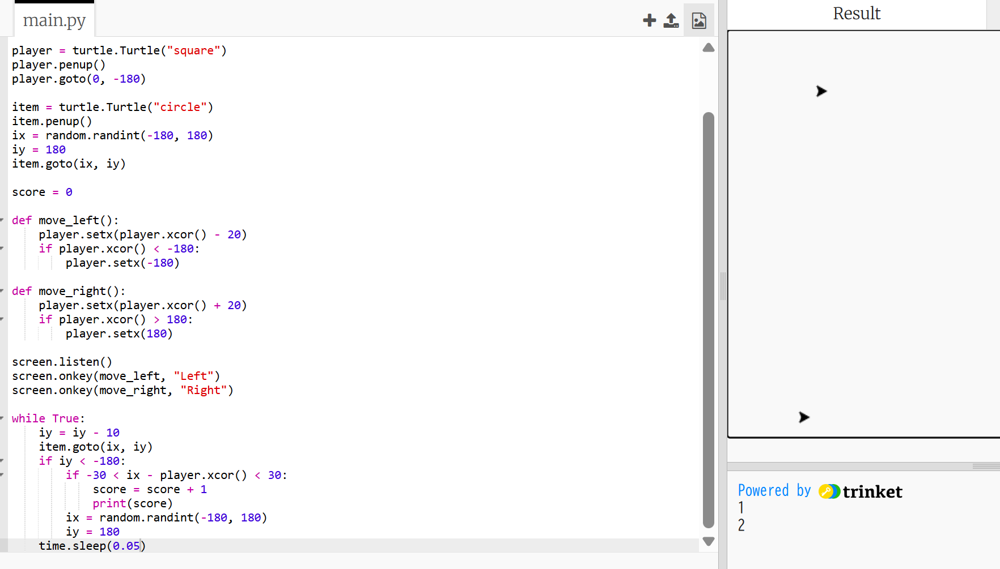 main.py
Result
player = turtle.Turtle("square")
player.penup()
player.goto(0, -180)
item = turtle.Turtle("circle")
item.penup()
ix = random.randint(-180, 180)
iy = 180
item.goto(ix, iy)
score = 0
def move_left():
    player.setx(player.xcor() - 20)
    if player.xcor() < -180:
        player.setx(-180)
def move_right():
    player.setx(player.xcor() + 20)
    if player.xcor() > 180:
        player.setx(180)
screen.listen()
screen.onkey(move_left, "Left")
screen.onkey(move_right, "Right")
while True:
    iy = iy - 10
    item.goto(ix, iy)
    if iy < -180:
        if -30 < ix - player.xcor() < 30:
            score = score + 1
            print(score)
        ix = random.randint(-180, 180)
        iy = 180
    time.sleep(0.05)
Powered by trinket
1
2